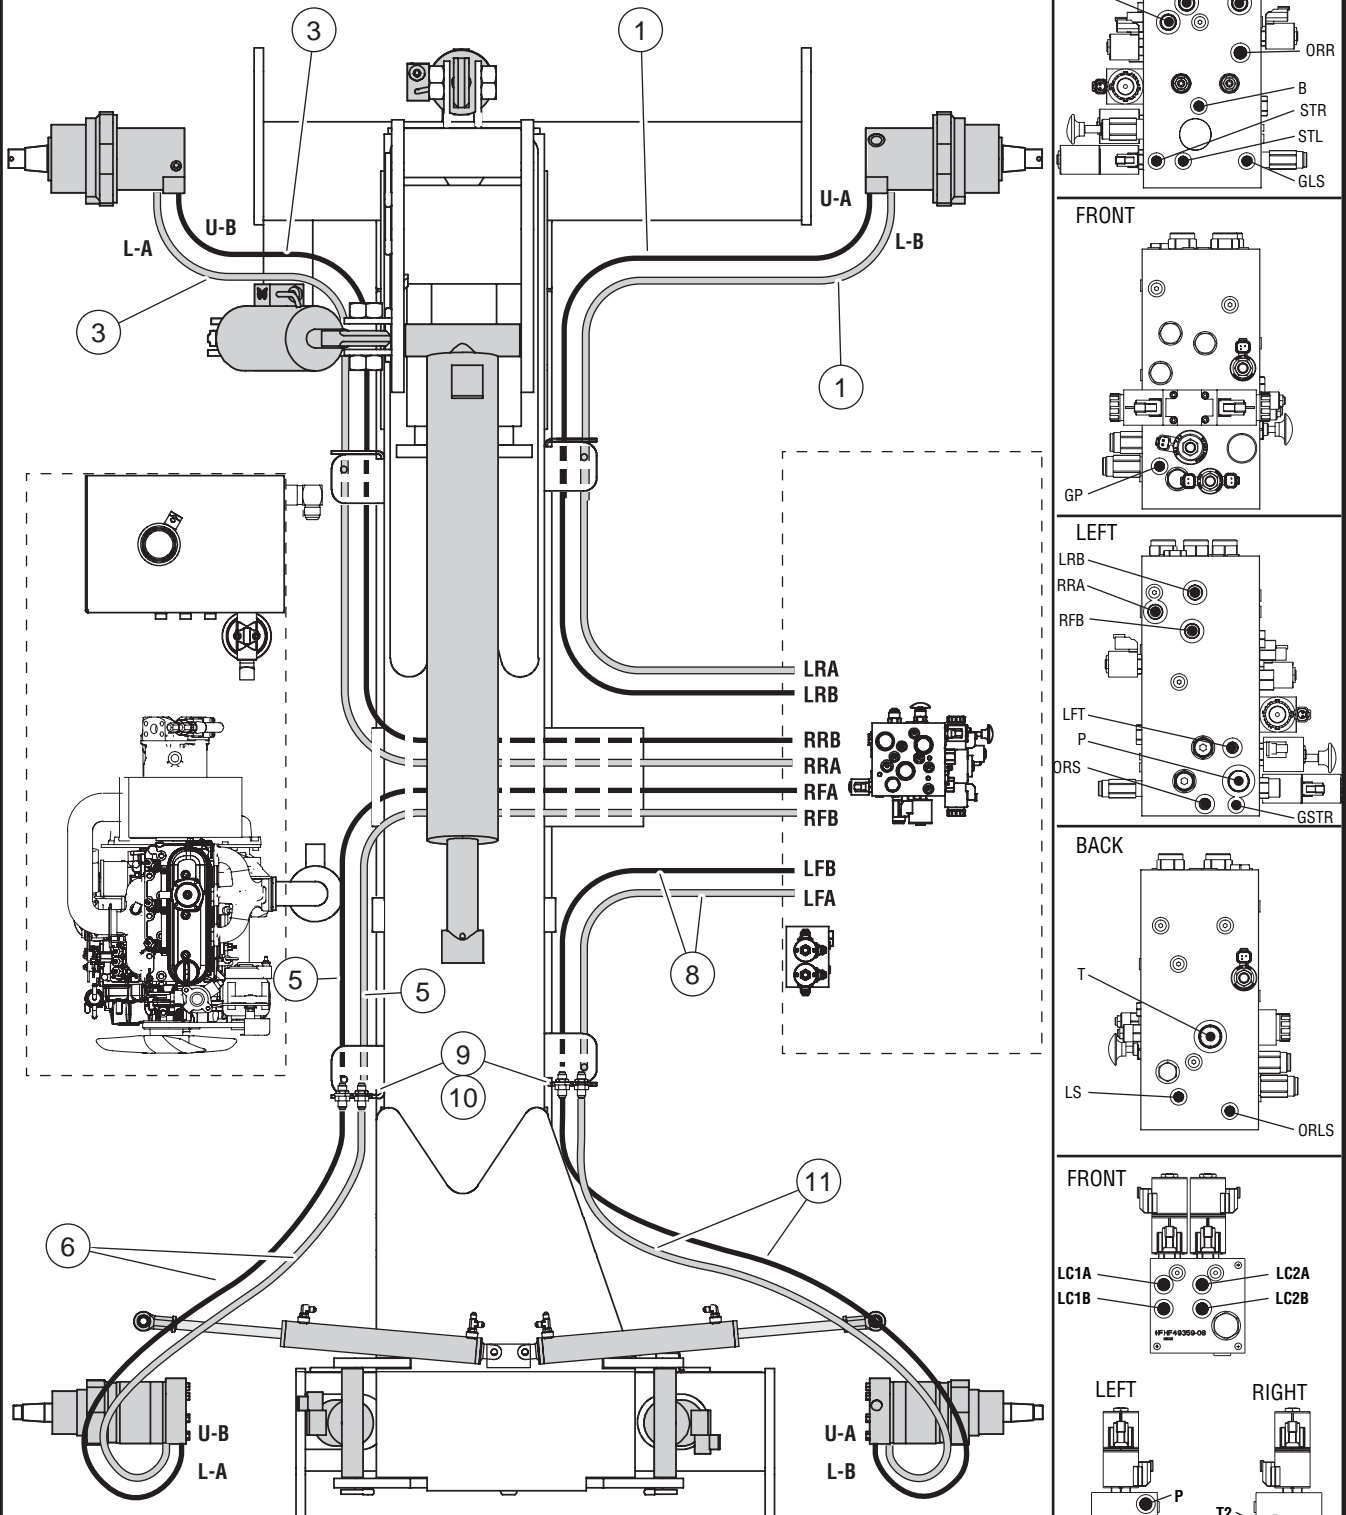 3
1
ORR
B
STR
STL
GLS
U-B
L-A
U-A
L-B
3
1
FRONT
GP
LEFT
LRB
RRA
RFB
LFT
P
ORS
GSTR
LRA
LRB
RRB
RRA
RFA
RFB
LFB
LFA
8
5
5
9
10
BACK
T
LS
ORLS
11
6
FRONT
LC1A
LC2A
LC1B
LC2B
HF49359-08
U-B
L-A
U-A
L-B
LEFT
RIGHT
P
T2